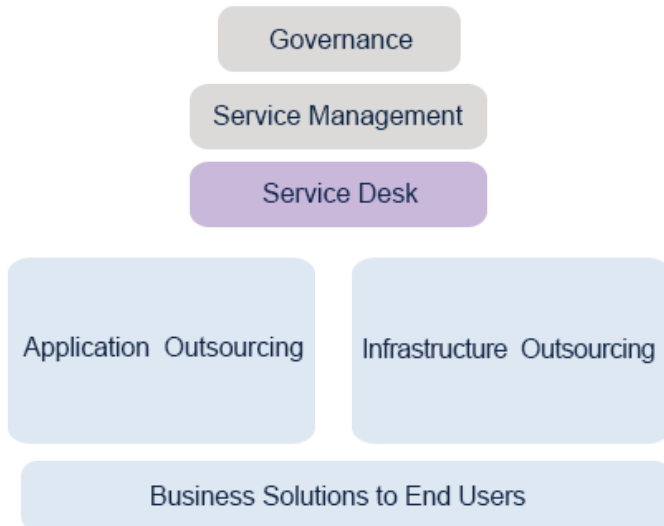 Governance
Service Management
Service Desk
Application Outsourcing
Infrastructure Outsourcing
Business Solutions to End Users